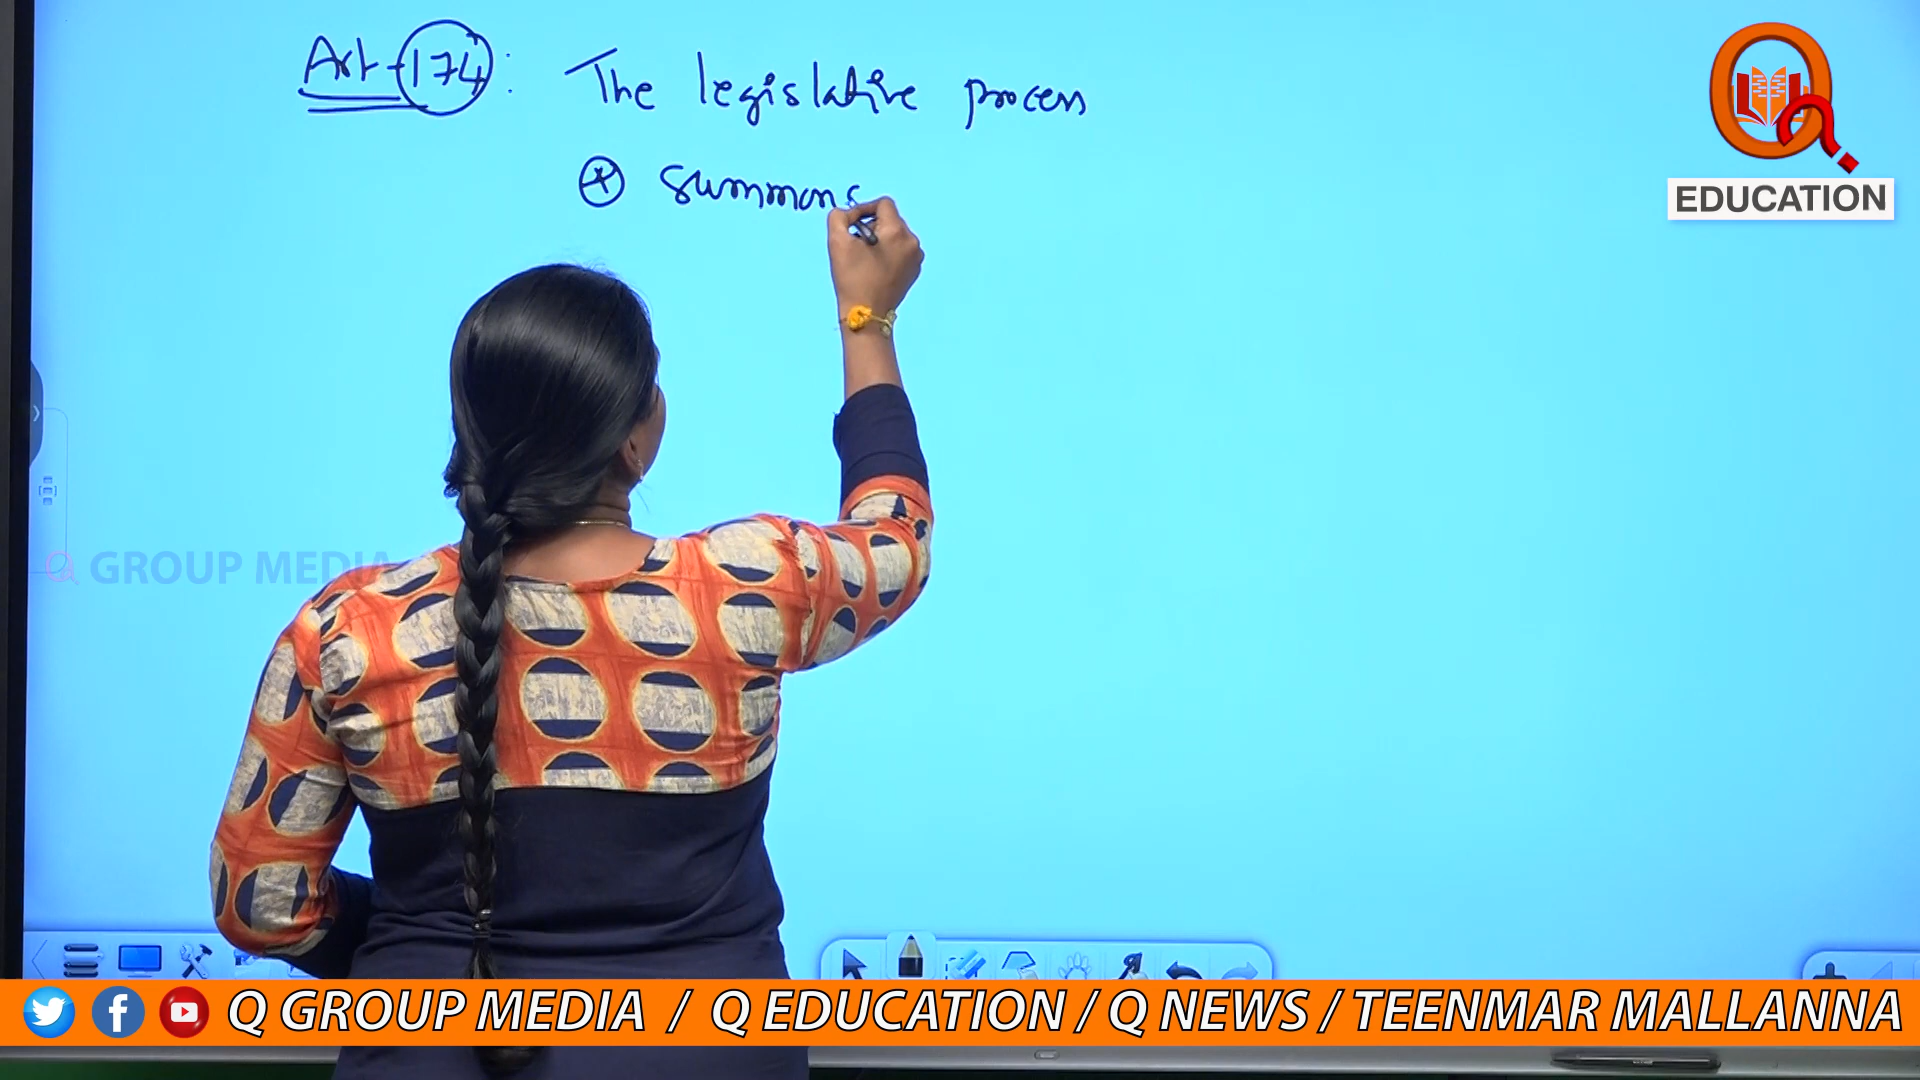 Art-174 : The legislative process
summons
EDUCATION
GROUP MEDIA
Q GROUP MEDIA / Q EDUCATION / Q NEWS / TEENMAR MALLANNA